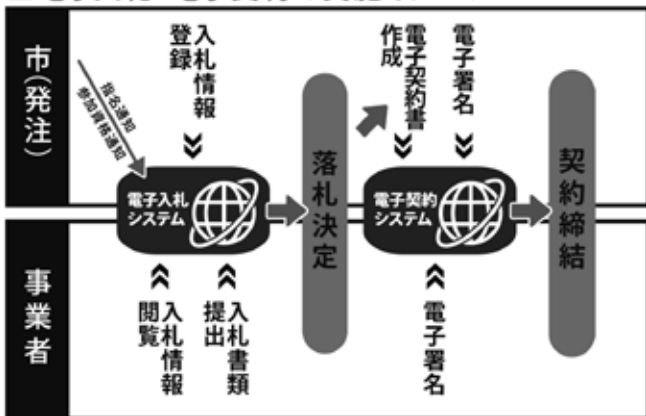 市(発注)
指名通知
参加資格通知
入札情報
登録
電子入札
システム
落札決定
電子契約書
作成
電子署名
電子契約
システム
契約締結
事業者
入札情報
閲覧
入札書類
提出
電子署名